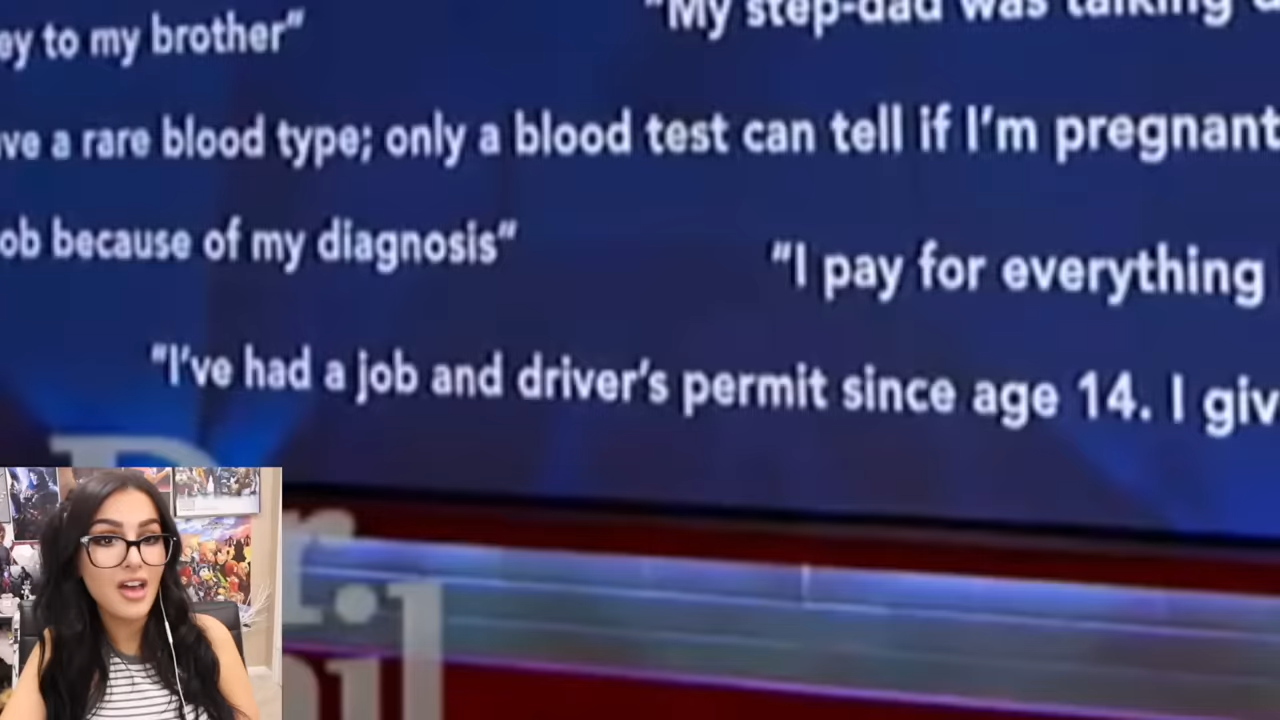 ey to my brother”
“My step-dad was talking
ve a rare blood type; only a blood test can tell if I’m pregnant
ob because of my diagnosis”
“I pay for everything
“I’ve had a job and driver’s permit since age 14. I giv
Dr.
Phil